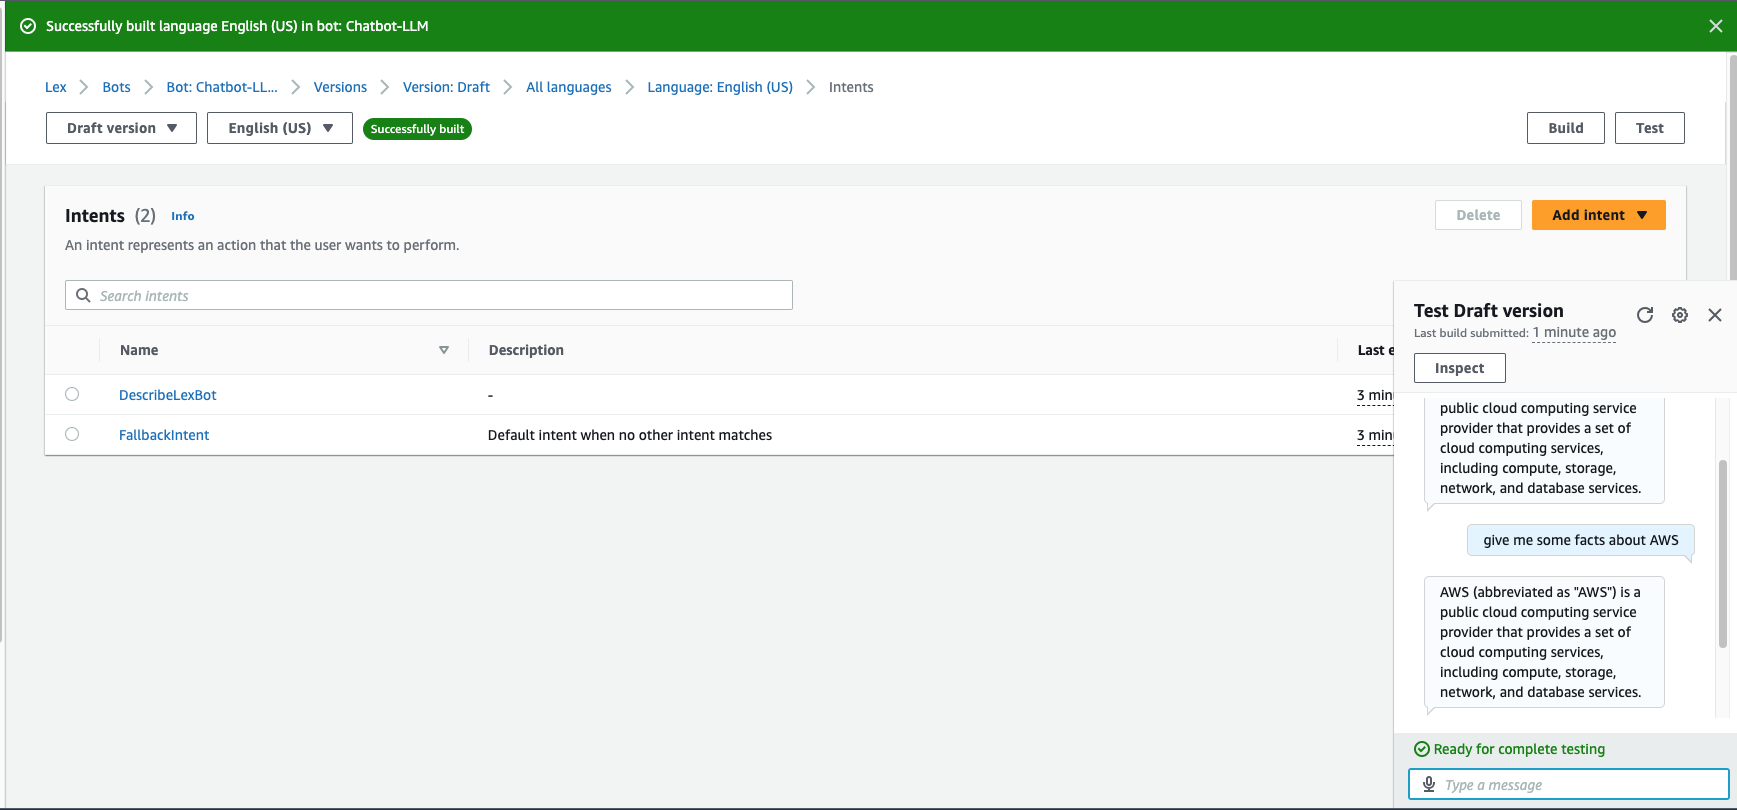 Successfully built language English (US) in bot: Chatbot-LLM
Lex Bots Bot: Chatbot-LL... Versions Version: Draft All languages Language: English (US) Intents
Draft version English (US) Successfully built Build Test
Intents (2) Info Delete Add intent
An intent represents an action that the user wants to perform.
Search intents
Name Description Last e
DescribeLexBot - 3 min
FallbackIntent Default intent when no other intent matches 3 min
Test Draft version
Last build submitted: 1 minute ago
Inspect
public cloud computing service
provider that provides a set of
cloud computing services,
including compute, storage,
network, and database services.
give me some facts about AWS
AWS (abbreviated as "AWS") is a
public cloud computing service
provider that provides a set of
cloud computing services,
including compute, storage,
network, and database services.
Ready for complete testing
Type a message